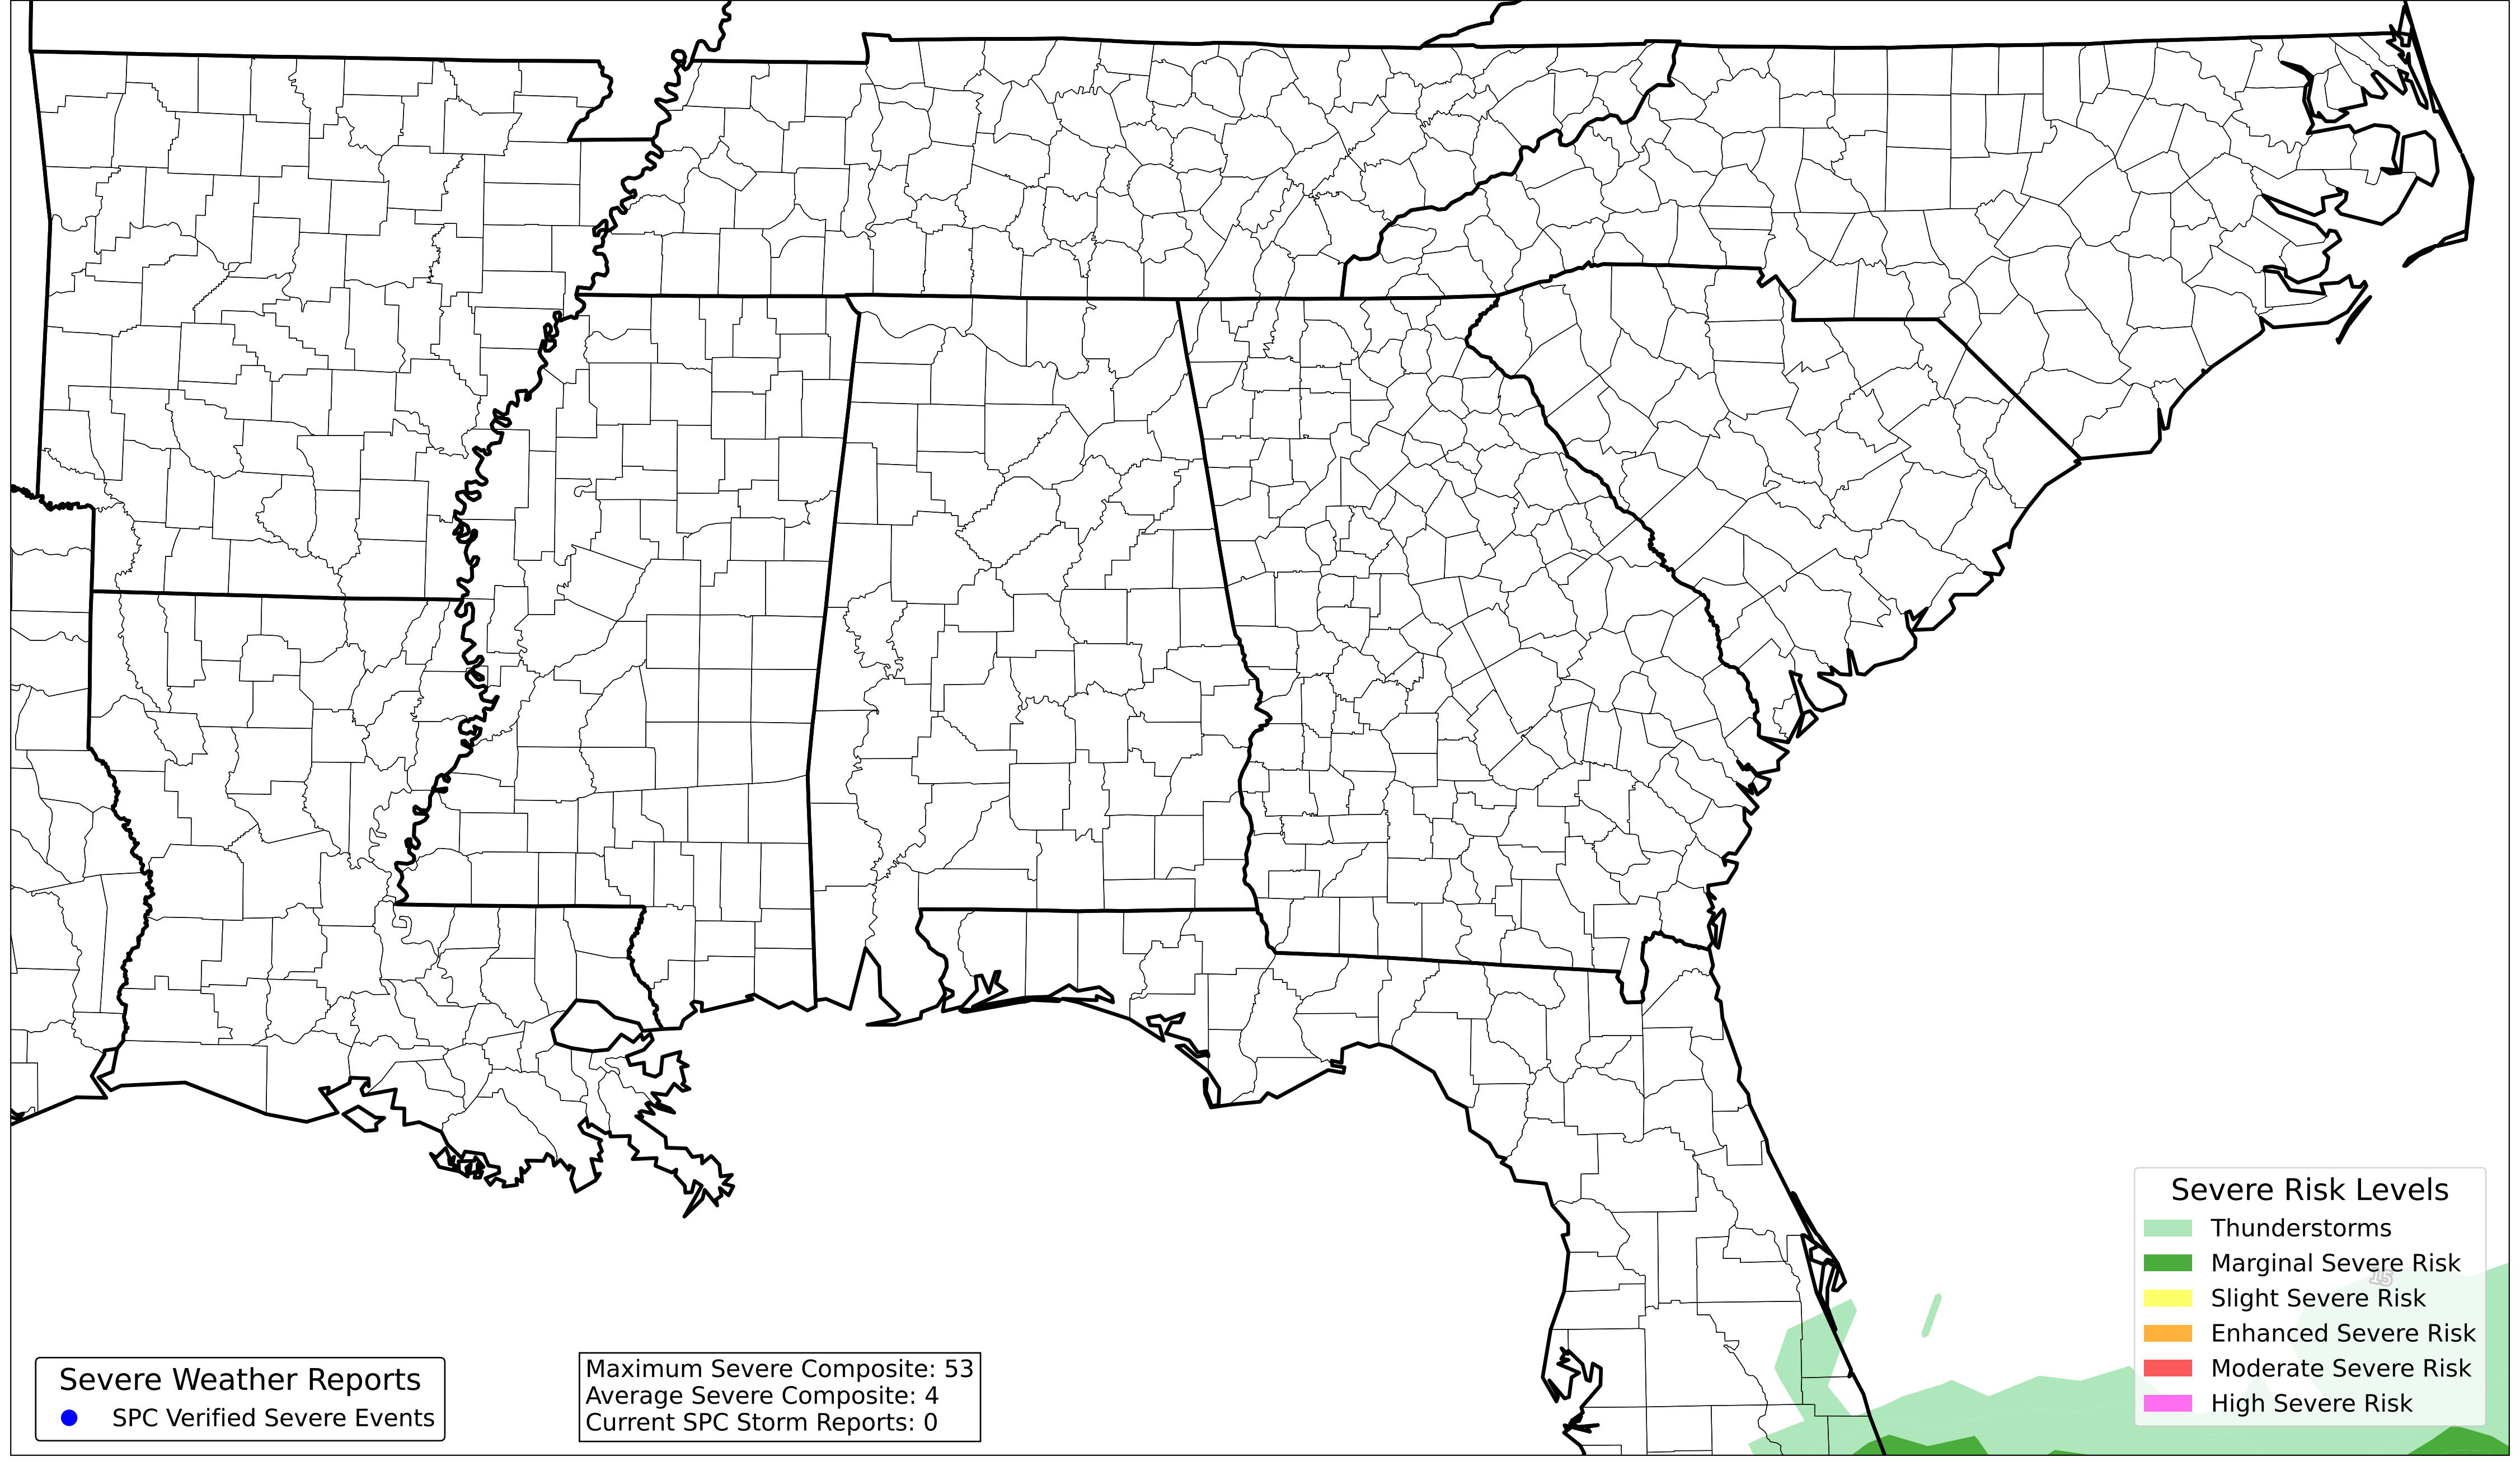 Severe Weather Reports
SPC Verified Severe Events
Maximum Severe Composite: 53
Average Severe Composite: 4
Current SPC Storm Reports: 0
15
Severe Risk Levels
Thunderstorms
Marginal Severe Risk
Slight Severe Risk
Enhanced Severe Risk
Moderate Severe Risk
High Severe Risk